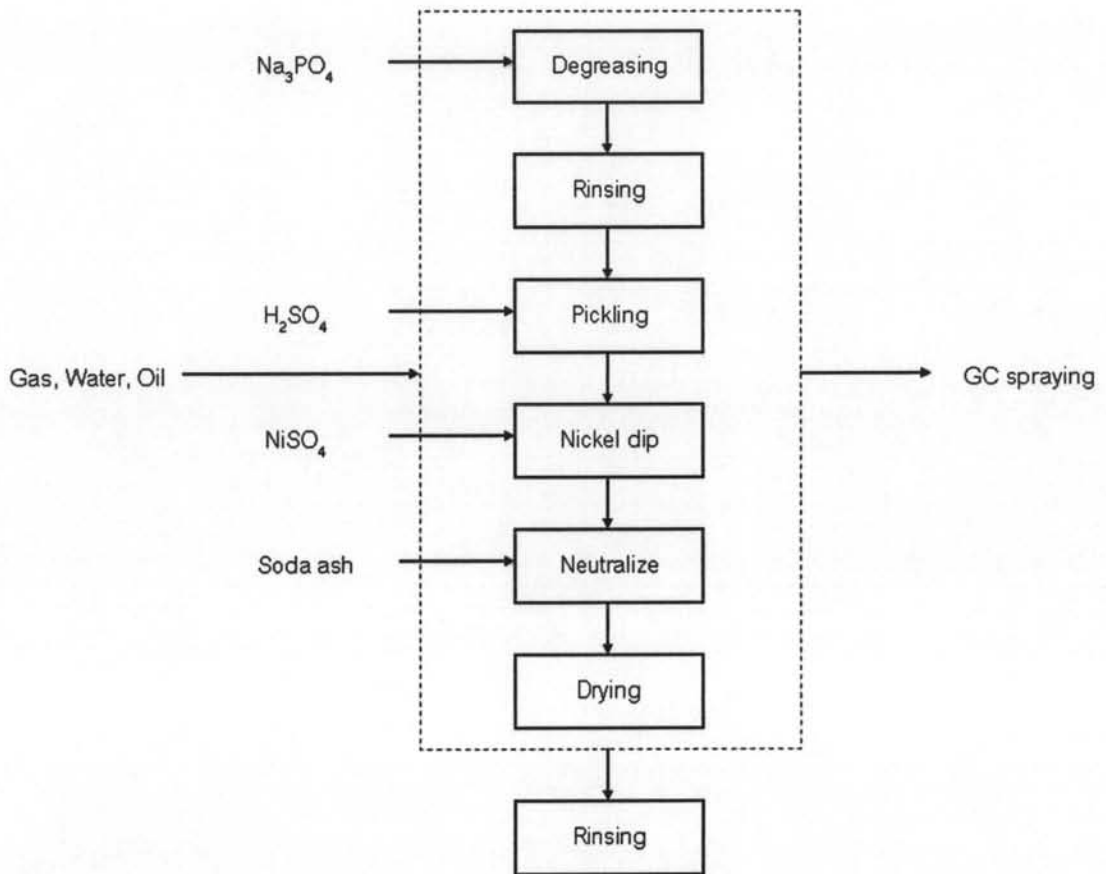 Na₃PO₄
Degreasing
Rinsing
H₂SO₄
Pickling
Gas, Water, Oil
GC spraying
NiSO₄
Nickel dip
Soda ash
Neutralize
Drying
Rinsing